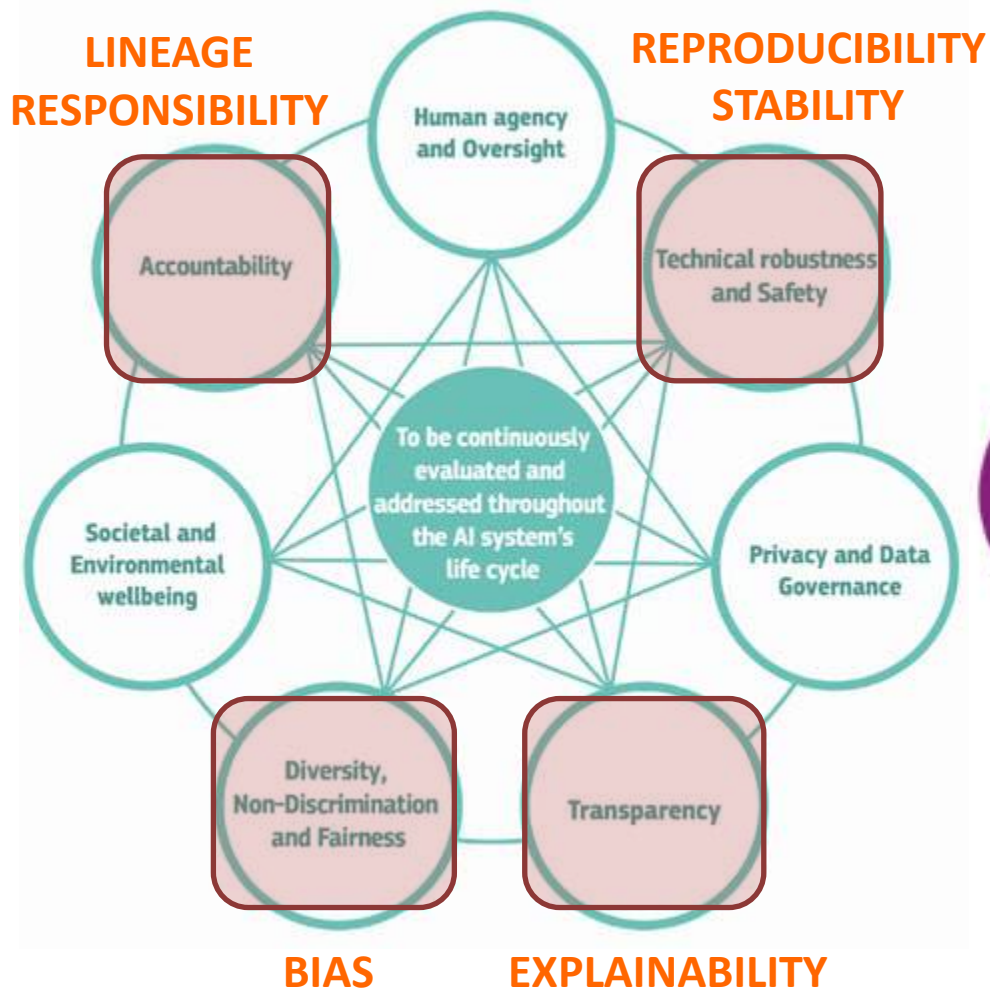 LINEAGE
RESPONSIBILITY
REPRODUCIBILITY
STABILITY
Human agency
and Oversight
Accountability
Technical robustness
and Safety
To be continuously
evaluated and
addressed throughout
the AI system's
life cycle
Societal and
Environmental
wellbeing
Privacy and Data
Governance
Diversity,
Non-Discrimination
and Fairness
Transparency
BIAS
EXPLAINABILITY